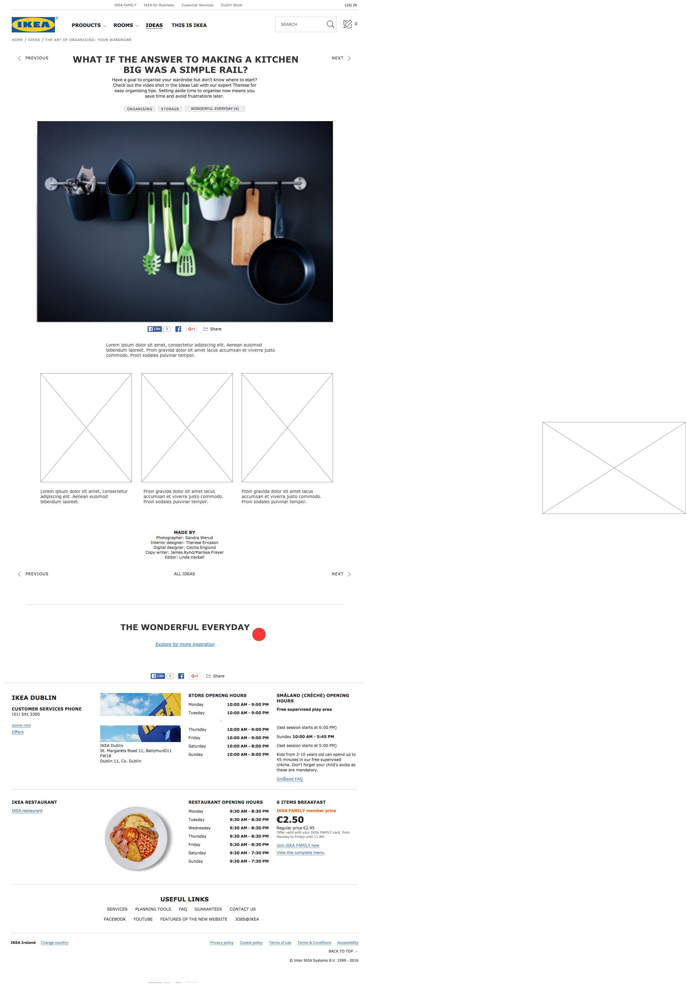 IKEA FAMILY IKEA for Business Customer Services Dublin Store LOG IN
IKEA ®
PRODUCTS ROOMS IDEAS THIS IS IKEA SEARCH 0
HOME / IDEAS / THE ART OF ORGANISING: YOUR WARDROBE
PREVIOUS NEXT
WHAT IF THE ANSWER TO MAKING A KITCHEN
BIG WAS A SIMPLE RAIL?
Have a goal to organise your wardrobe but don't know where to start?
Check out the video shot in the Ideas Lab with our expert Therese for
easy organising tips. Setting aside time to organise now means you
save time and avoid frustrations later.
ORGANISING STORAGE WONDERFUL EVERYDAY (4)
Like 0 G+1 Share
Lorem ipsum dolor sit amet, consectetur adipiscing elit. Aenean euismod
bibendum laoreet. Proin gravida dolor sit amet lacus accumsan et viverra justo
commodo. Proin sodales pulvinar tempor.
Lorem ipsum dolor sit amet, consectetur
adipiscing elit. Aenean euismod
bibendum laoreet.
Proin gravida dolor sit amet lacus
accumsan et viverra justo commodo.
Proin sodales pulvinar tempor.
Proin gravida dolor sit amet lacus
accumsan et viverra justo commodo.
Proin sodales pulvinar tempor.
MADE BY
Photographer: Sandra Werud
Interior designer: Therese Ericsson
Digital designer: Cecilia Englund
Copy writer: James Rynd/Marissa Frayer
Editor: Linda Harkell
PREVIOUS ALL IDEAS NEXT
THE WONDERFUL EVERYDAY
Explore for more inspiration
Like 0 G+1 Share
IKEA DUBLIN
CUSTOMER SERVICES PHONE
(01) 541 3300
Store info
Offers
IKEA Dublin
St. Margarets Road 11, BallymunD11
FW18
Dublin 11, Co. Dublin
STORE OPENING HOURS
Monday 10:00 AM - 9:00 PM
Tuesday 10:00 AM - 9:00 PM
Thursday 10:00 AM - 9:00 PM
Friday 10:00 AM - 9:00 PM
Saturday 10:00 AM - 8:00 PM
Sunday 10:00 AM - 8:00 PM
SMÅLAND (CRÈCHE) OPENING
HOURS
Free supervised play area
(last session starts at 6:00 PM)
Sunday 10:00 AM - 5:45 PM
(last session starts at 5:00 PM)
Kids from 3-10 years old can spend up to
45 minutes in our free supervised
crèche. Don't forget your child's socks as
these are mandatory.
Småland FAQ
IKEA RESTAURANT
IKEA restaurant
RESTAURANT OPENING HOURS
Monday 9:30 AM - 8:30 PM
Tuesday 9:30 AM - 8:30 PM
Wednesday 9:30 AM - 8:30 PM
Thursday 9:30 AM - 8:30 PM
Friday 9:30 AM - 8:30 PM
Saturday 9:30 AM - 7:30 PM
Sunday 9:30 AM - 7:30 PM
6 ITEMS BREAKFAST
IKEA FAMILY member price
€2.50
Regular price €2.95
Offer valid with your IKEA FAMILY card, from
Monday to Friday until 11 AM.
Join IKEA FAMILY now
View the complete menu
USEFUL LINKS
SERVICES PLANNING TOOLS FAQ GUARANTEES CONTACT US
FACEBOOK YOUTUBE FEATURES OF THE NEW WEBSITE JOBS@IKEA
IKEA Ireland Change country Privacy policy Cookie policy Terms of use Terms & Conditions Accessibility
BACK TO TOP
© Inter IKEA Systems B.V. 1999 - 2016